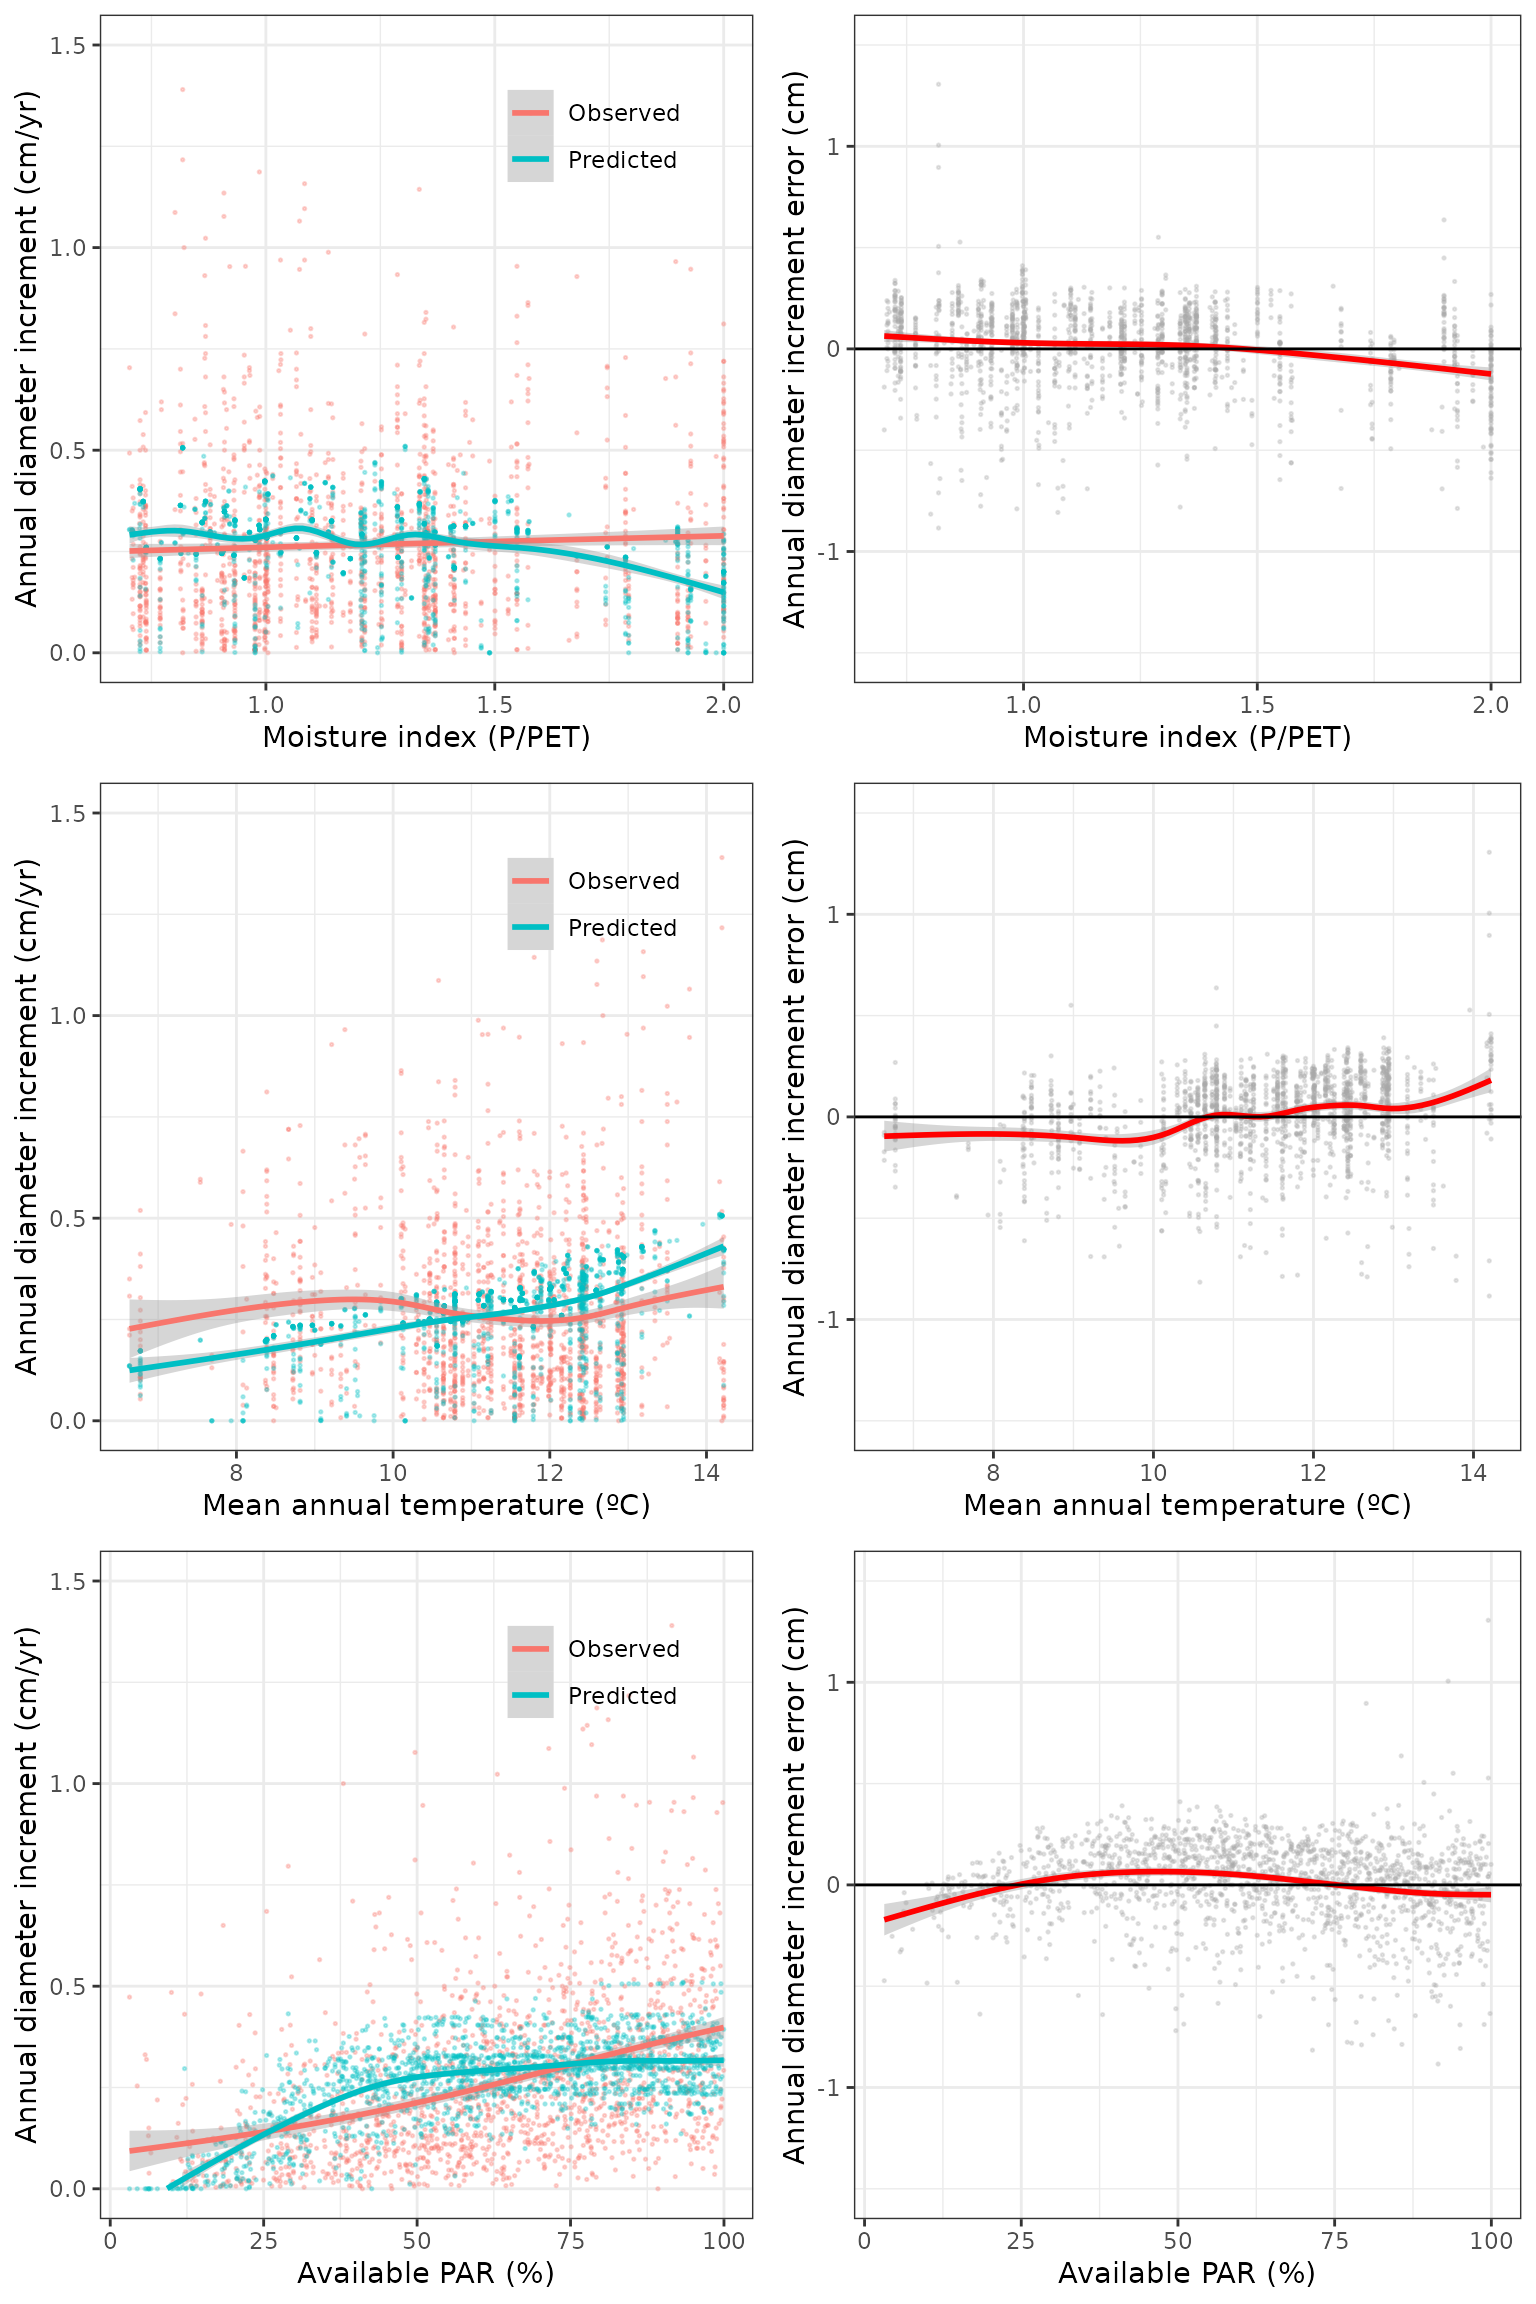 Annual diameter increment (cm/yr)
1.5
1.0
0.5
0.0
Observed
Predicted
1.0 1.5 2.0
Moisture index (P/PET)
Annual diameter increment error (cm)
1
0
-1
1.0 1.5 2.0
Moisture index (P/PET)
Annual diameter increment (cm/yr)
1.5
1.0
0.5
0.0
Observed
Predicted
8 10 12 14
Mean annual temperature (ºC)
Annual diameter increment error (cm)
1
0
-1
8 10 12 14
Mean annual temperature (ºC)
Annual diameter increment (cm/yr)
1.5
1.0
0.5
0.0
Observed
Predicted
0 25 50 75 100
Available PAR (%)
Annual diameter increment error (cm)
1
0
-1
0 25 50 75 100
Available PAR (%)